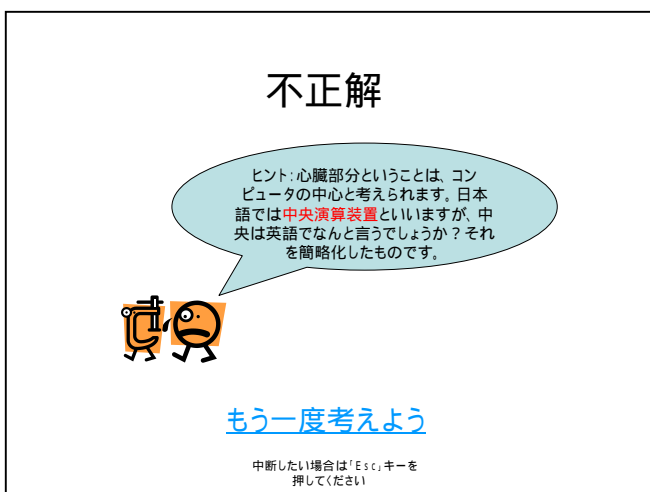 不正解
ヒント:心臓部分ということは、コン
ピュータの中心と考えられます。日本
語では中央演算装置といいますが、中
央は英語でなんと言うでしょうか？それ
を簡略化したものです。
もう一度考えよう
中断したい場合は「Esc」キーを
押してください